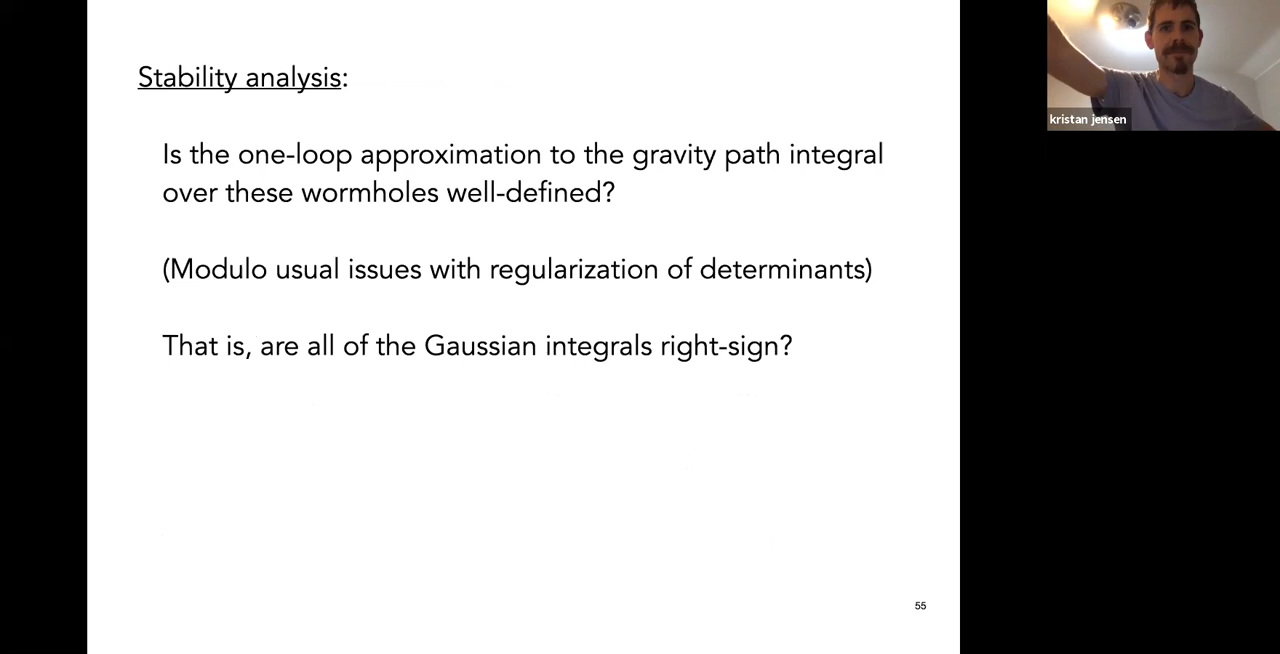 Stability analysis:
Is the one-loop approximation to the gravity path integral
over these wormholes well-defined?
(Modulo usual issues with regularization of determinants)
That is, are all of the Gaussian integrals right-sign?
55
kristan jensen